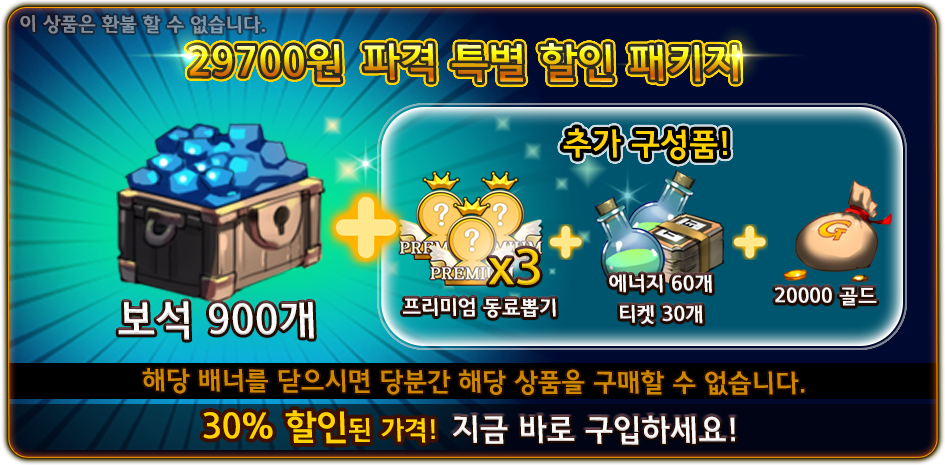 이 상품은 환불 할 수 없습니다.
29700원 파격 특별 할인 패키지
추가 구성품!
보석 900개
PREMIUM
x3
프리미엄 동료뽑기
에너지 60개
티켓 30개
G
20000 골드
해당 배너를 닫으시면 당분간 해당 상품을 구매할 수 없습니다.
30% 할인된 가격! 지금 바로 구입하세요!